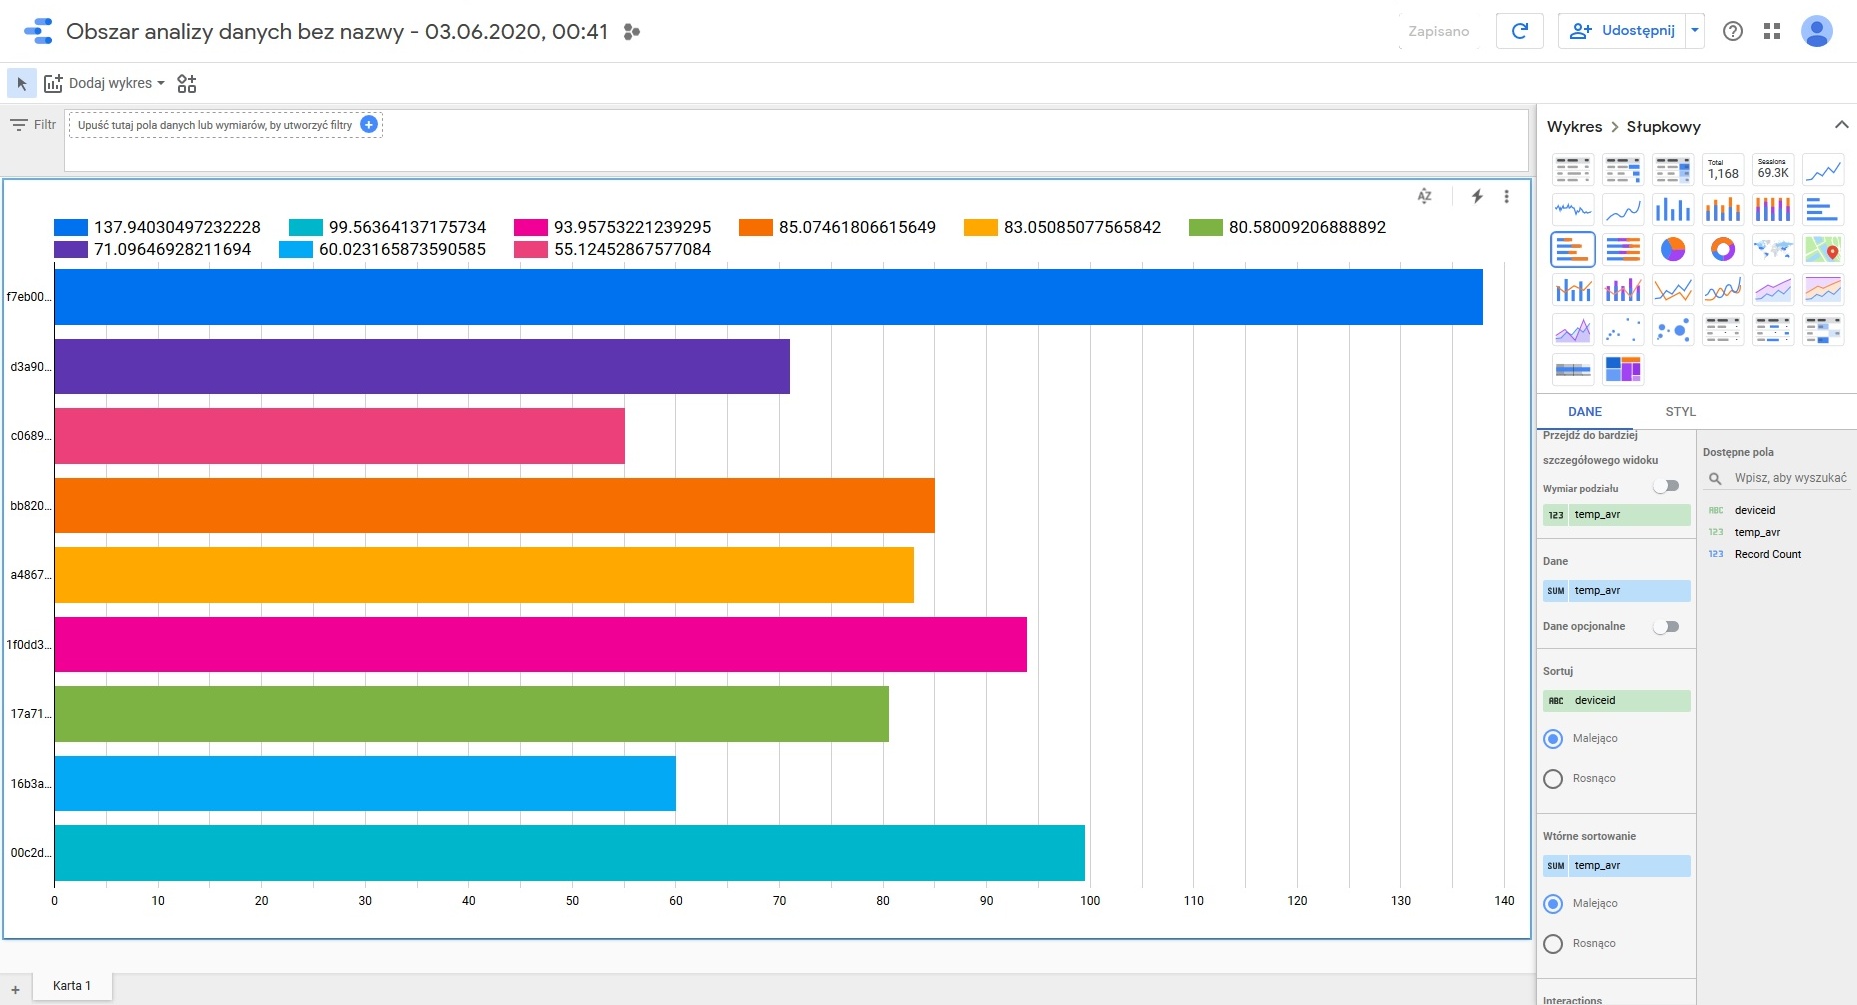 Obszar analizy danych bez nazwy - 03.06.2020, 00:41
Zapisano
Udostępnij
Dodaj wykres
Filtr
Upuść tutaj pola danych lub wymiarów, by utworzyć filtry
137.94030497232228 99.56364137175734 93.95753221239295 85.07461806615649 83.05085077565842 80.58009206888892
71.09646928211694 60.023165873590585 55.12452867577084
f7eb00...
d3a90...
c0689...
bb820...
a4867...
1f0dd3...
17a71...
16b3a...
00c2d...
0 10 20 30 40 50 60 70 80 90 100 110 120 130 140
Karta 1
Wykres > Słupkowy
Total
1,168
Sessions
69.3K
DANE STYL
Przejdź do bardziej
szczegółowego widoku
Wymiar podziału
123 temp_avr
Dane
SUM temp_avr
Dane opcjonalne
Sortuj
ABC deviceid
Malejąco
Rosnąco
Wtórne sortowanie
SUM temp_avr
Malejąco
Rosnąco
Interactions
Dostępne pola
Wpisz, aby wyszukać
ABC deviceid
123 temp_avr
123 Record Count